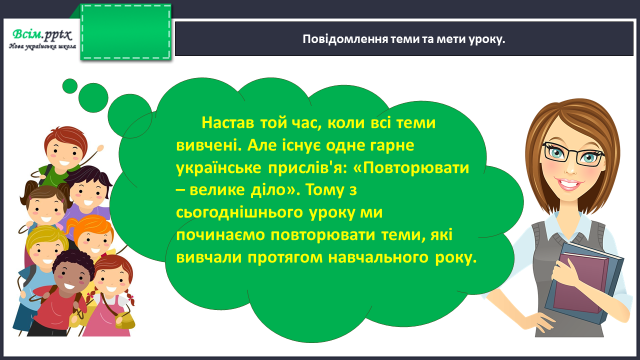 Всім.pptx
Нова українська школа
Повідомлення теми та мети уроку.
Настав той час, коли всі теми
вивчені. Але існує одне гарне
українське прислів'я: «Повторювати
– велике діло». Тому з
сьогоднішнього уроку ми
починаємо повторювати теми, які
вивчали протягом навчального року.